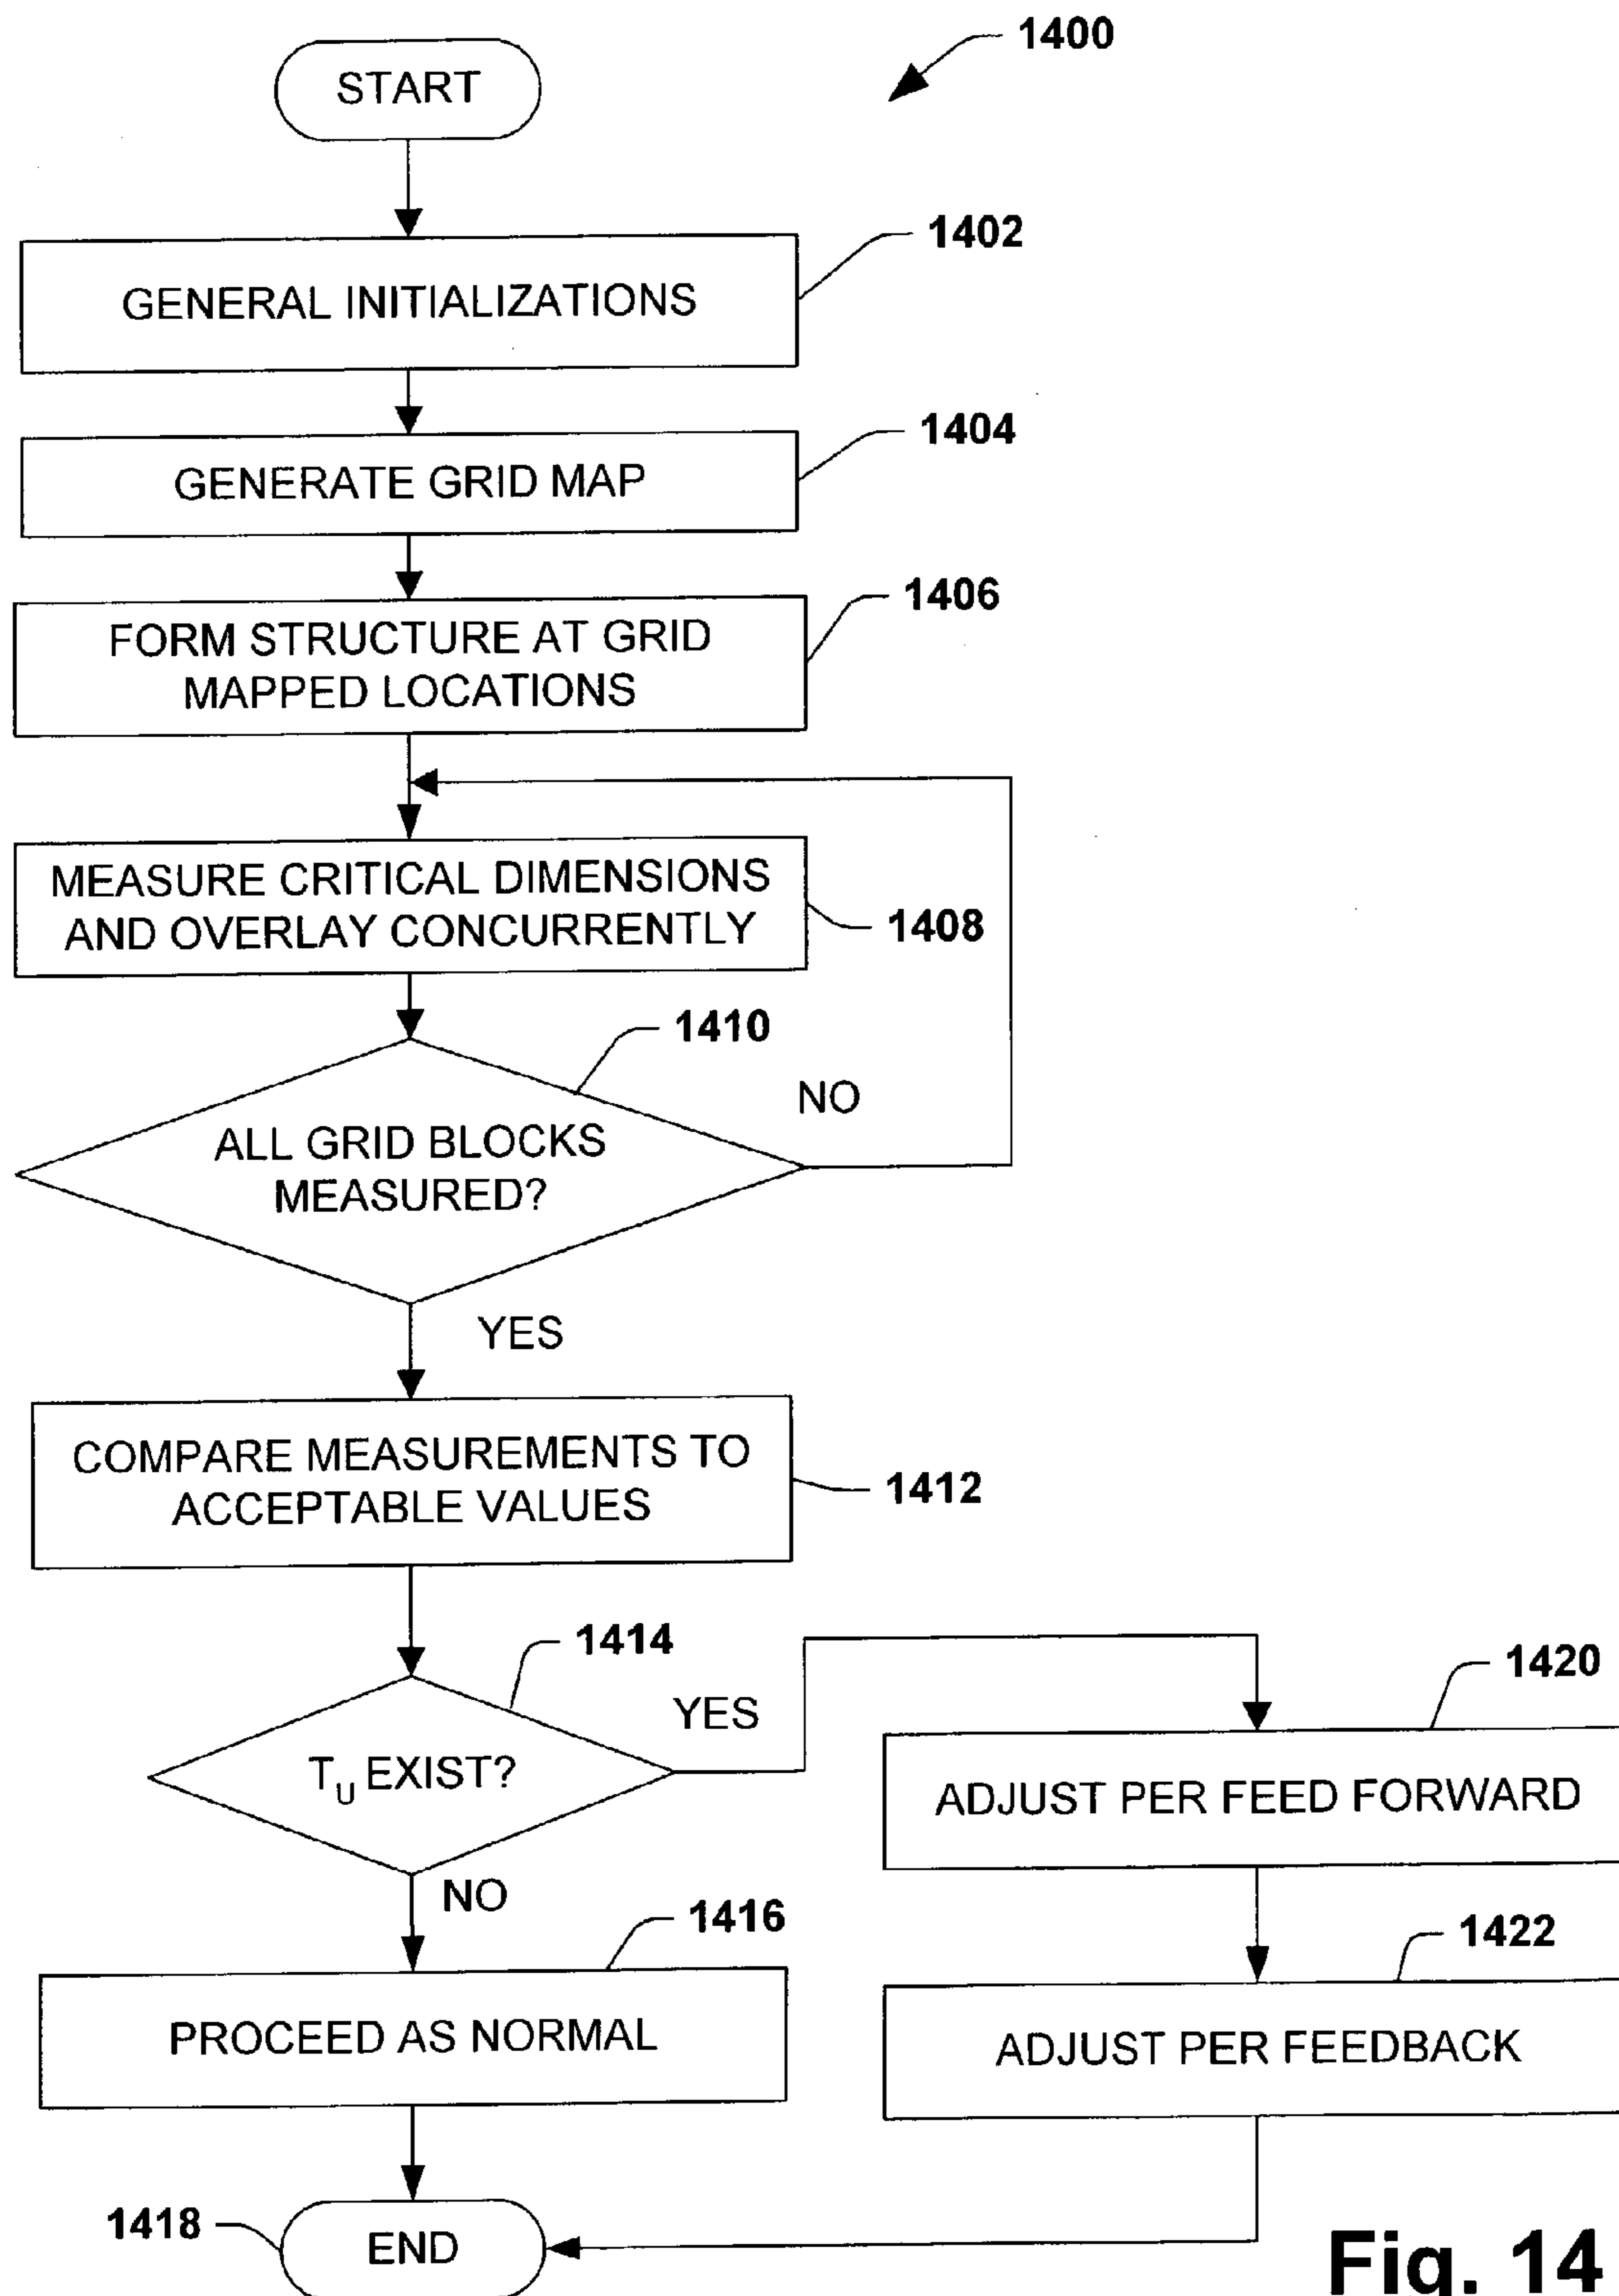 1400
START
1402
GENERAL INITIALIZATIONS
1404
GENERATE GRID MAP
1406
FORM STRUCTURE AT GRID
MAPPED LOCATIONS
MEASURE CRITICAL DIMENSIONS
AND OVERLAY CONCURRENTLY
1408
1410
NO
ALL GRID BLOCKS
MEASURED?
YES
COMPARE MEASUREMENTS TO
ACCEPTABLE VALUES
1412
1414
YES
T_U EXIST?
NO
1420
ADJUST PER FEED FORWARD
1416
PROCEED AS NORMAL
1422
ADJUST PER FEEDBACK
1418
END
Fig. 14